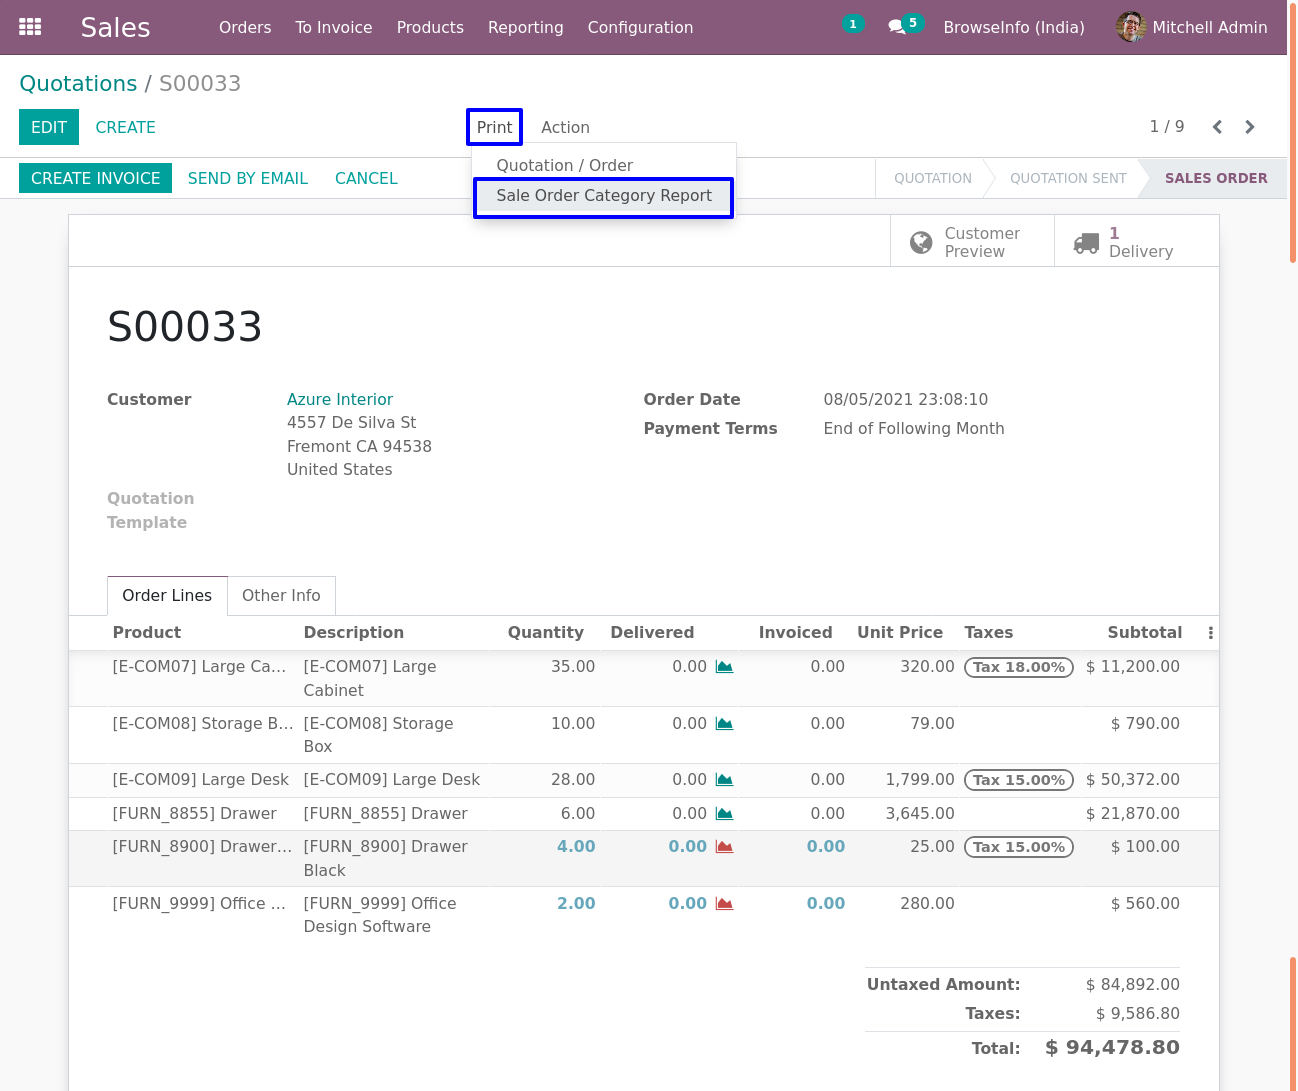 Sales Orders To Invoice Products Reporting Configuration 1 5 BrowseInfo (India) Mitchell Admin
Quotations / S00033
EDIT CREATE Print Action 1 / 9
Quotation / Order
CREATE INVOICE SEND BY EMAIL CANCEL QUOTATION QUOTATION SENT SALES ORDER
Sale Order Category Report
Customer
Preview
1
Delivery
S00033
Customer Azure Interior Order Date 08/05/2021 23:08:10
4557 De Silva St
Payment Terms End of Following Month
Fremont CA 94538
United States
Quotation
Template
Order Lines Other Info
Product Description Quantity Delivered Invoiced Unit Price Taxes Subtotal
[E-COM07] Large Ca... [E-COM07] Large 35.00 0.00 0.00 320.00 Tax 18.00% $ 11,200.00
Cabinet
[E-COM08] Storage B... [E-COM08] Storage 10.00 0.00 0.00 79.00 $ 790.00
Box
[E-COM09] Large Desk [E-COM09] Large Desk 28.00 0.00 0.00 1,799.00 Tax 15.00% $ 50,372.00
[FURN_8855] Drawer [FURN_8855] Drawer 6.00 0.00 0.00 3,645.00 $ 21,870.00
[FURN_8900] Drawer... [FURN_8900] Drawer 4.00 0.00 0.00 25.00 Tax 15.00% $ 100.00
Black
[FURN_9999] Office ... [FURN_9999] Office 2.00 0.00 0.00 280.00 $ 560.00
Design Software
Untaxed Amount: $ 84,892.00
Taxes: $ 9,586.80
Total: $ 94,478.80